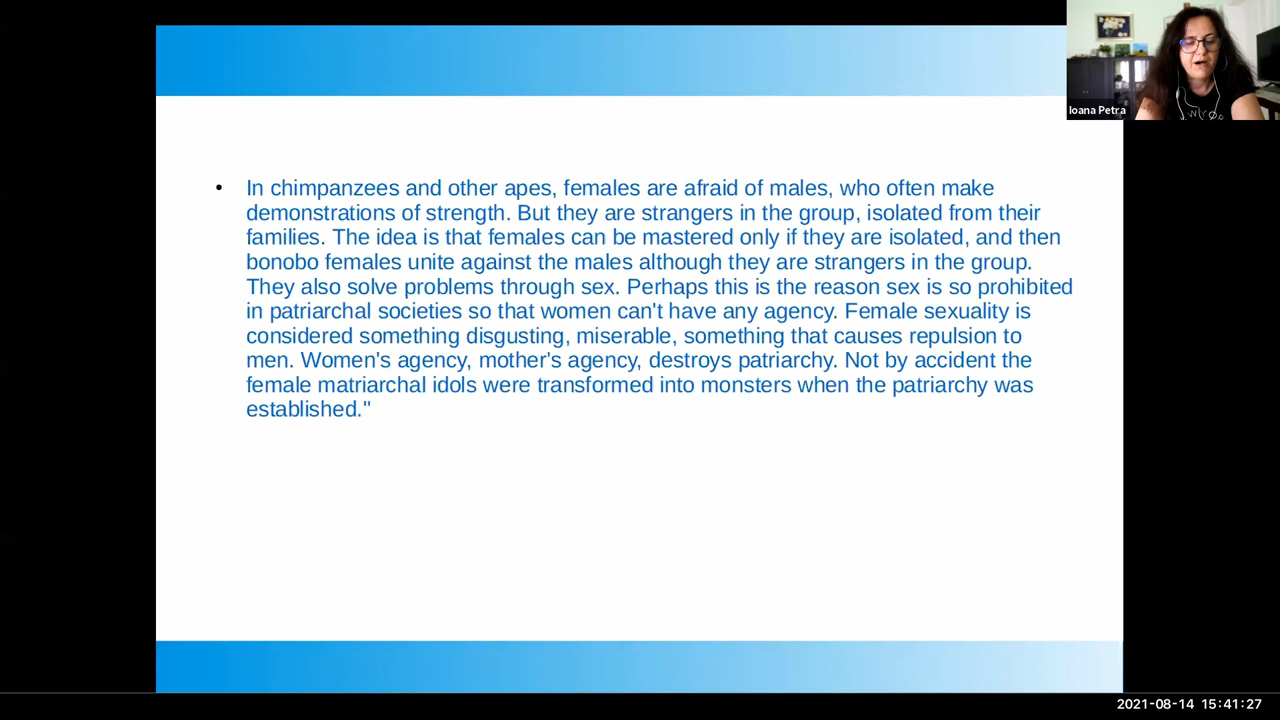 Ioana Petra
• In chimpanzees and other apes, females are afraid of males, who often make
demonstrations of strength. But they are strangers in the group, isolated from their
families. The idea is that females can be mastered only if they are isolated, and then
bonobo females unite against the males although they are strangers in the group.
They also solve problems through sex. Perhaps this is the reason sex is so prohibited
in patriarchal societies so that women can't have any agency. Female sexuality is
considered something disgusting, miserable, something that causes repulsion to
men. Women's agency, mother's agency, destroys patriarchy. Not by accident the
female matriarchal idols were transformed into monsters when the patriarchy was
established."
2021-08-14 15:41:27